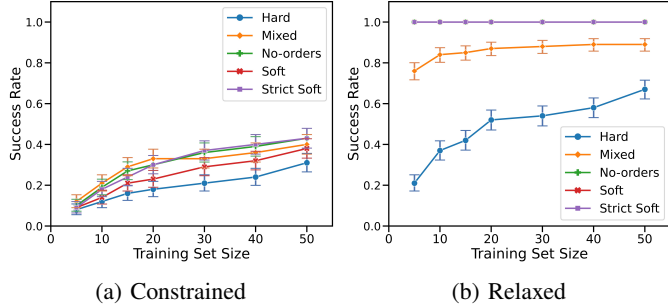 (a)
Hard
Mixed
No-orders
Soft
Strict Soft
Success Rate
1.0
0.8
0.6
0.4
0.2
0.0
0
10
20
30
40
50
Training Set Size
(a) Constrained
(b)
Success Rate
1.0
0.8
0.6
0.4
0.2
0.0
Hard
Mixed
No-orders
Soft
Strict Soft
0
10
20
30
40
50
Training Set Size
(b) Relaxed